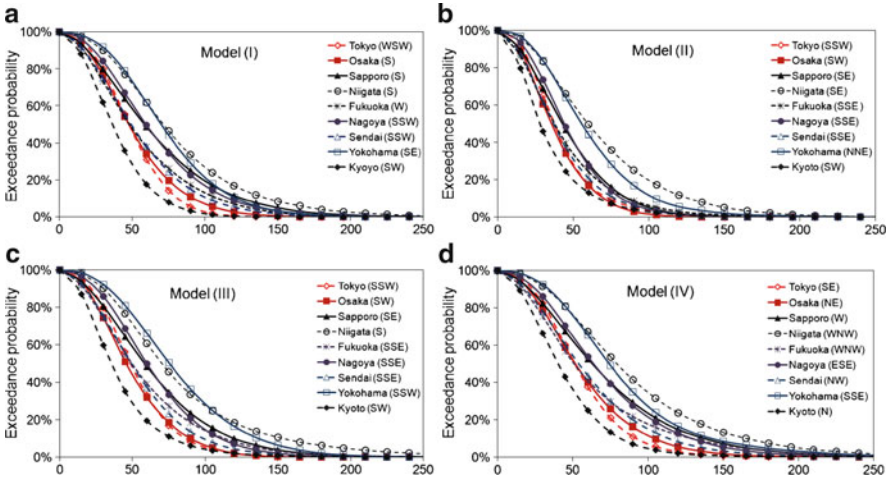 a
Exceedance probability
100%
80%
60%
40%
20%
0%
Model (I)
Tokyo (WSW)
Osaka (S)
Sapporo (S)
Niigata (S)
Fukuoka (W)
Nagoya (SSW)
Sendai (SSW)
Yokohama (SE)
Kyoyo (SW)
0 50 100 150 200 250
b
Exceedance probability
100%
80%
60%
40%
20%
0%
Model (II)
Tokyo (SSW)
Osaka (SW)
Sapporo (SE)
Niigata (SE)
Fukuoka (SSE)
Nagoya (SSE)
Sendai (SSE)
Yokohama (NNE)
Kyoto (SW)
0 50 100 150 200 250
c
Exceedance probability
100%
80%
60%
40%
20%
0%
Model (III)
Tokyo (SSW)
Osaka (SW)
Sapporo (SE)
Niigata (S)
Fukuoka (SSE)
Nagoya (SSE)
Sendai (SSE)
Yokohama (SSW)
Kyoto (SW)
0 50 100 150 200 250
d
Exceedance probability
100%
80%
60%
40%
20%
0%
Model (IV)
Tokyo (SE)
Osaka (NE)
Sapporo (W)
Niigata (WNW)
Fukuoka (WNW)
Nagoya (ESE)
Sendai (NW)
Yokohama (SSE)
Kyoto (N)
0 50 100 150 200 250